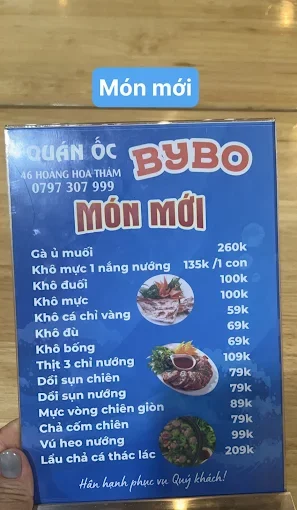 Món mới
QUÁN ỐC BYBO
46 HOÀNG HOA THÁM
0797 307 999
MÓN MỚI
Gà ủ muối 260k
Khô mực 1 nắng nướng 135k /1 con
Khô đuối 100k
Khô mực 100k
Khô cá chỉ vàng 59k
Khô đù 69k
Khô bống 69k
Thịt 3 chỉ nướng 109k
Dồi sụn chiên 79k
Dồi sụn nướng 79k
Mực vòng chiên giòn 89k
Chả cốm chiên 79k
Vú heo nướng 99k
Lẩu chả cá thác lác 209k
Hân hạnh phục vụ Quý khách!